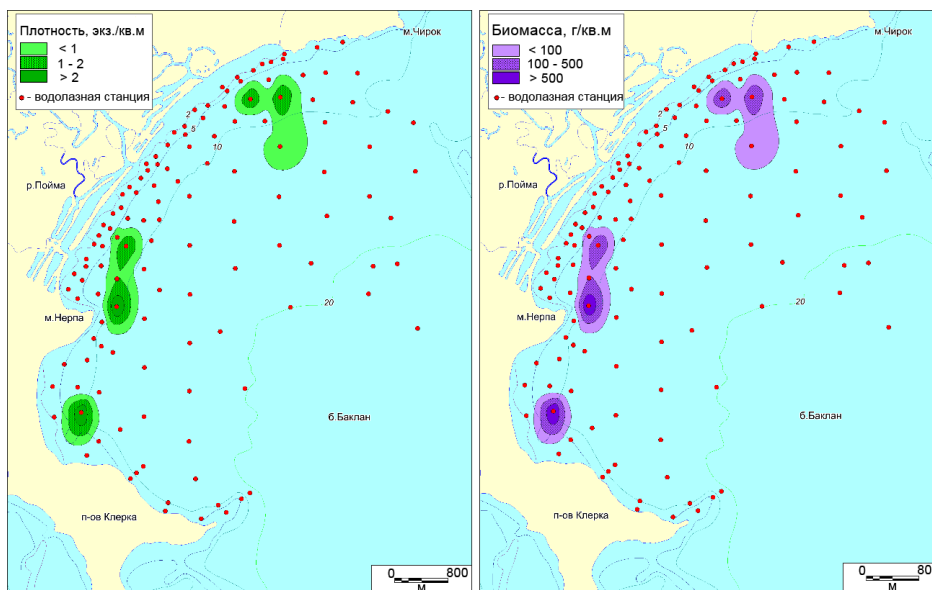 Плотность, экз./кв.м
< 1
1 - 2
> 2
- водолазная станция
м.Чирок
2
5
10
р.Пойма
м.Нерпа
20
б.Баклан
п-ов Клерка
0
800
М
Биомасса, г/кв.м
< 100
100 - 500
> 500
- водолазная станция
м.Чирок
2
5
10
р.Пойма
м.Нерпа
20
б.Баклан
п-ов Клерка
0
80
М